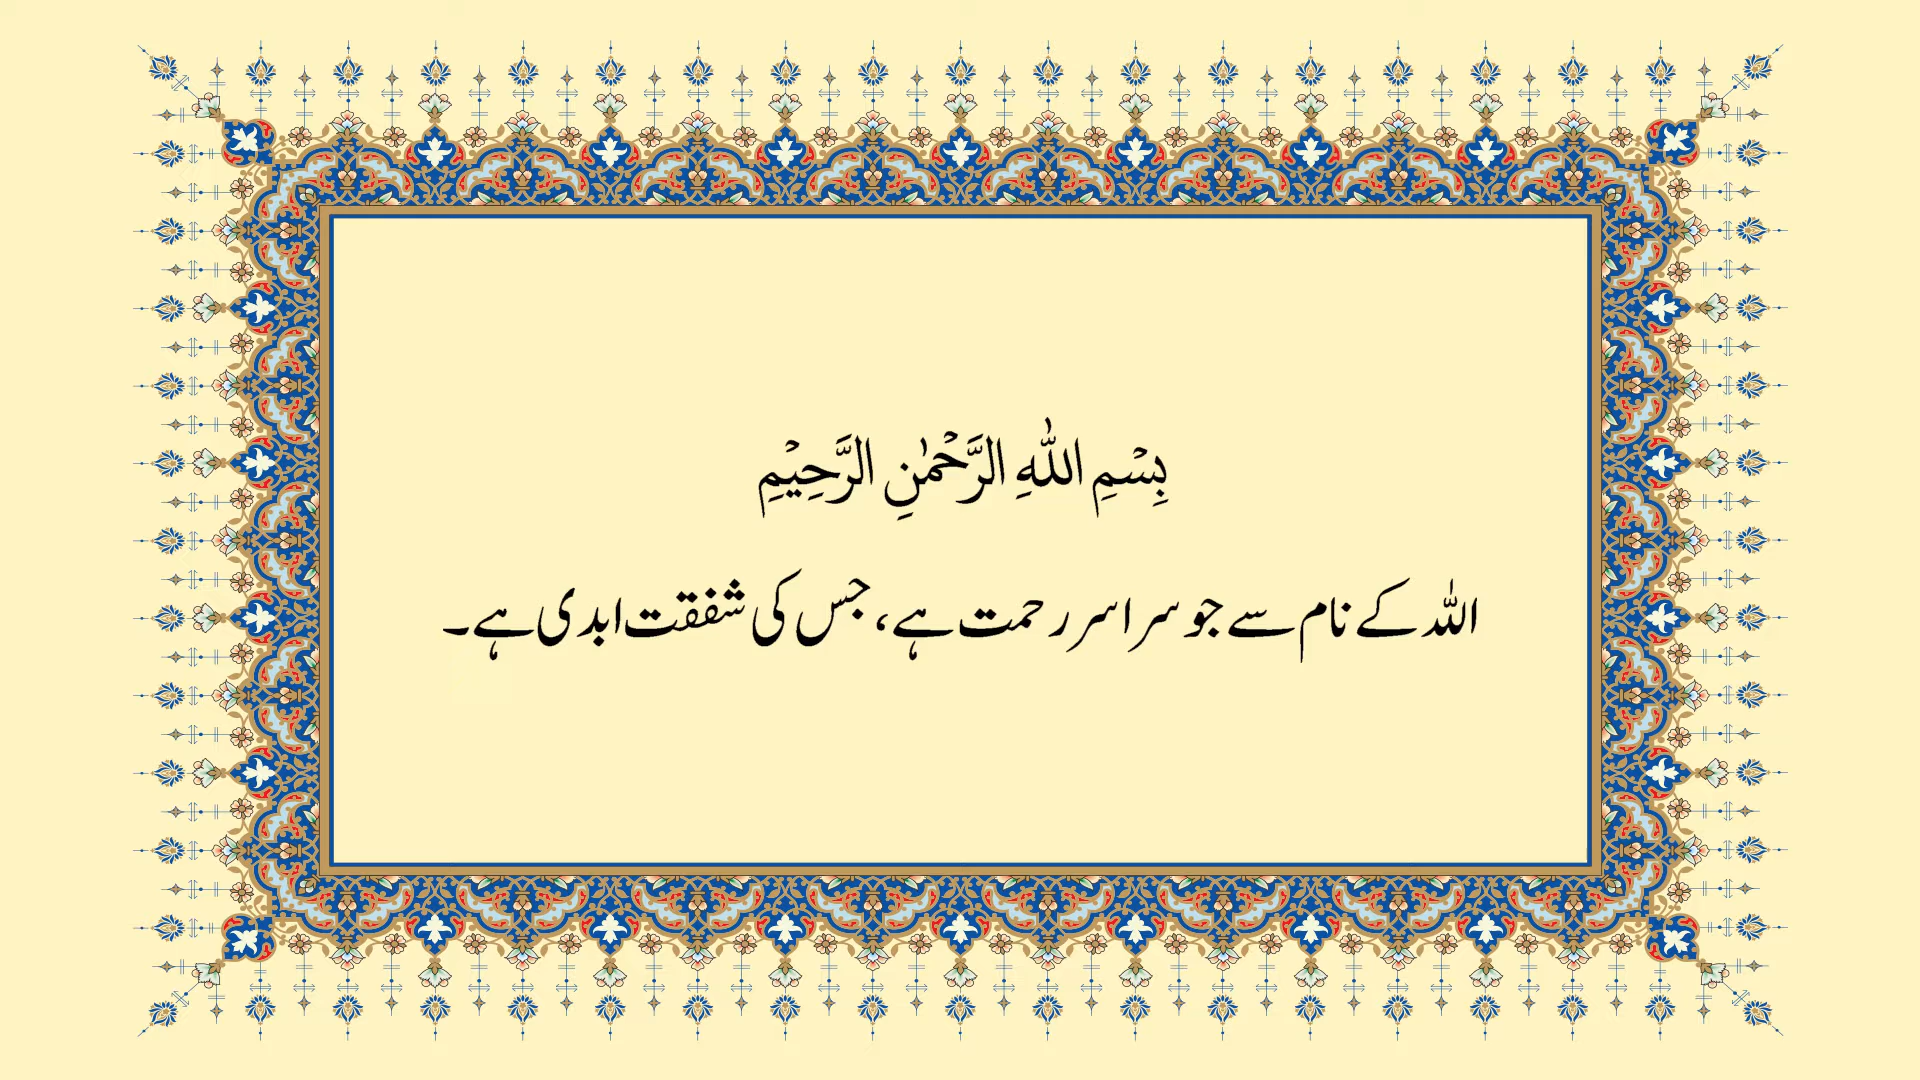 بِسْمِ اللّٰهِ الرَّحْمٰنِ الرَّحِيْمِ
اللہ کے نام سے جو سراسر رحمت ہے، جس کی شفقت ابدی ہے۔